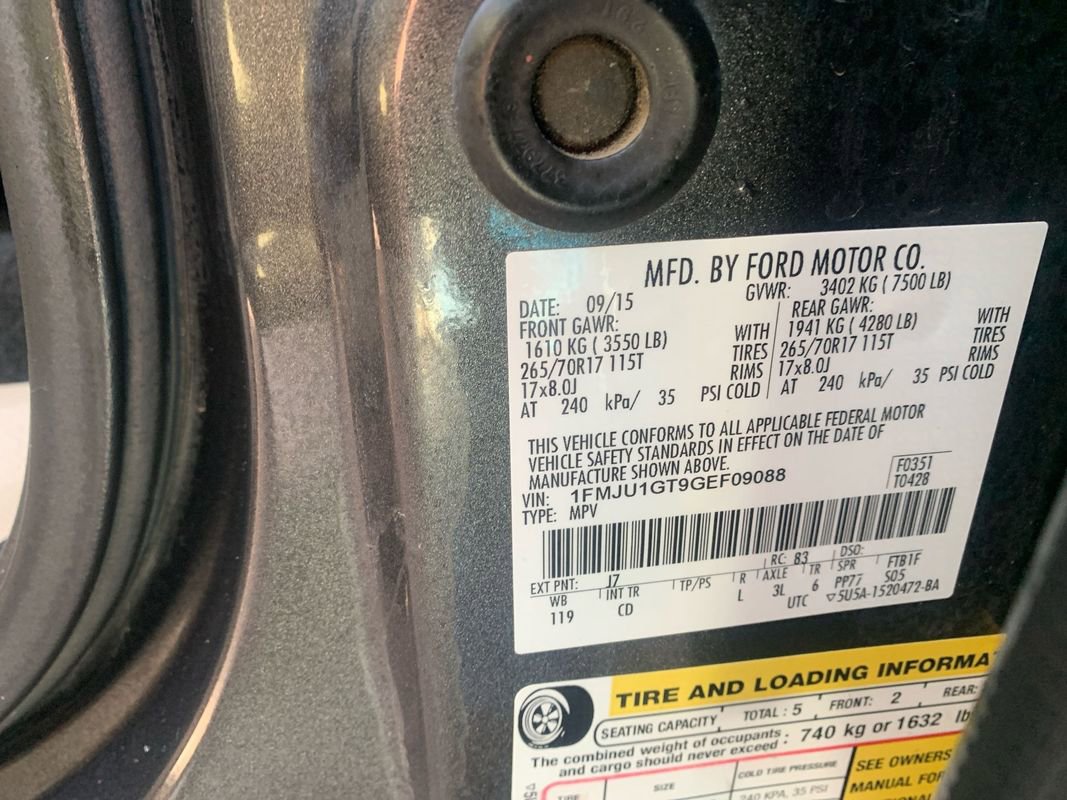 MFD. BY FORD MOTOR CO.
DATE: 09/15 GVWR: 3402 KG ( 7500 LB)
FRONT GAWR: REAR GAWR:
1610 KG ( 3550 LB) WITH 1941 KG ( 4280 LB) WITH
265/70R17 115T TIRES 265/70R17 115T TIRES
17x8.0J RIMS 17x8.0J RIMS
AT 240 kPa/ 35 PSI COLD AT 240 kPa/ 35 PSI COLD
THIS VEHICLE CONFORMS TO ALL APPLICABLE FEDERAL MOTOR
VEHICLE SAFETY STANDARDS IN EFFECT ON THE DATE OF
MANUFACTURE SHOWN ABOVE.
VIN: 1FMJU1GT9GEF09088 F0351
TYPE: MPV T0428
EXT PNT: J7 RC: 83 DSO:
WB INT TR TP/PS R AXLE TR SPR FTB1F
119 CD L 3L 6 PP77 S05
UTC ▽5U5A-1520472-BA
TIRE AND LOADING INFORMA
SEATING CAPACITY TOTAL : 5 FRONT: 2 REAR:
The combined weight of occupants
and cargo should never exceed : 740 kg or 1632 lb
TIRE SIZE COLD TIRE PRESSURE SEE OWNERS
240 KPA, 35 PSI MANUAL FOR